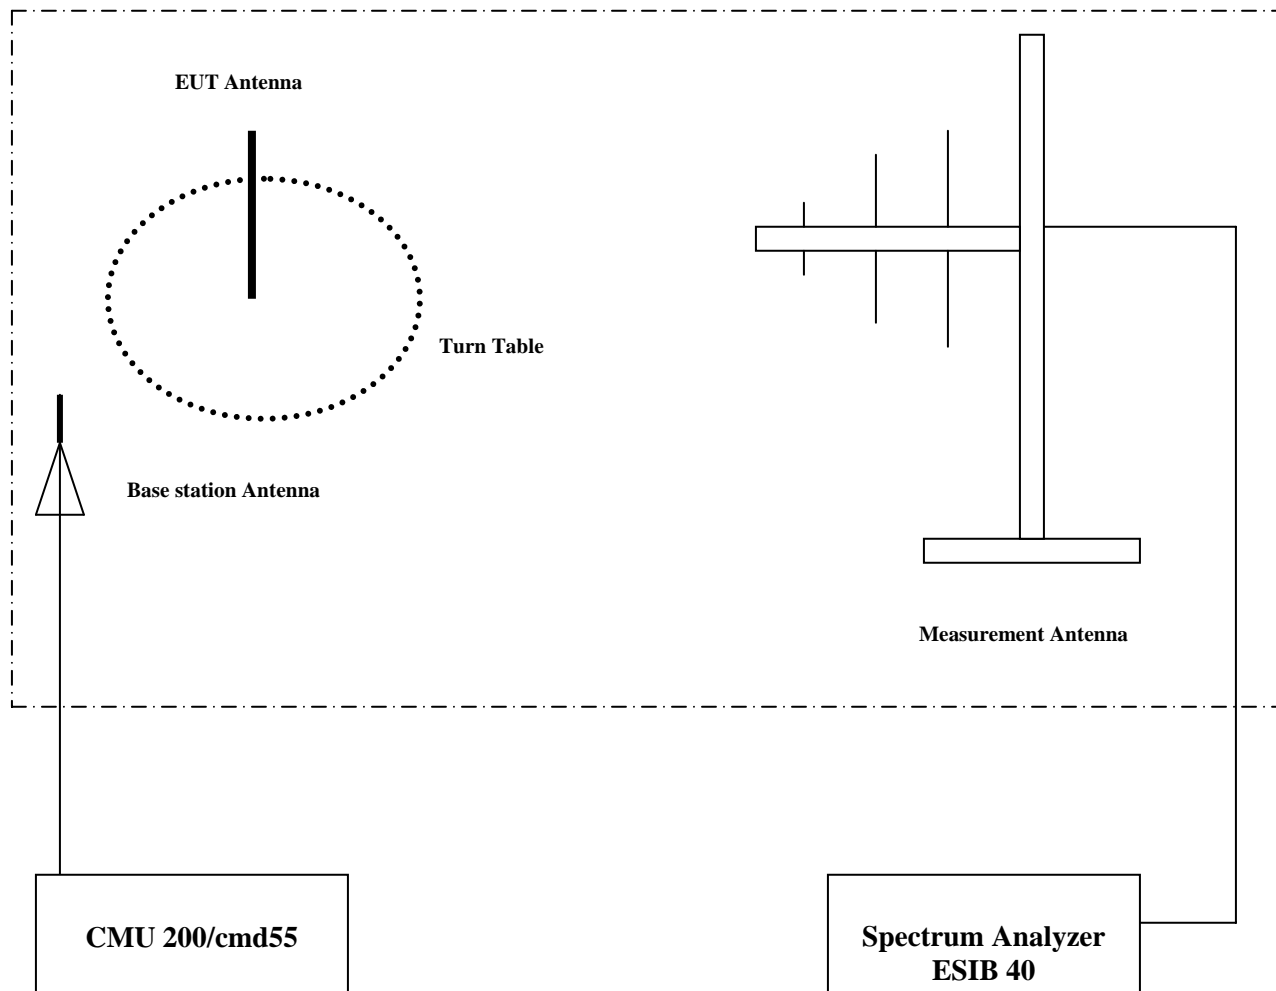 EUT Antenna
Turn Table
Base station Antenna
Measurement Antenna
CMU 200/cmd55
Spectrum Analyzer
ESIB 40